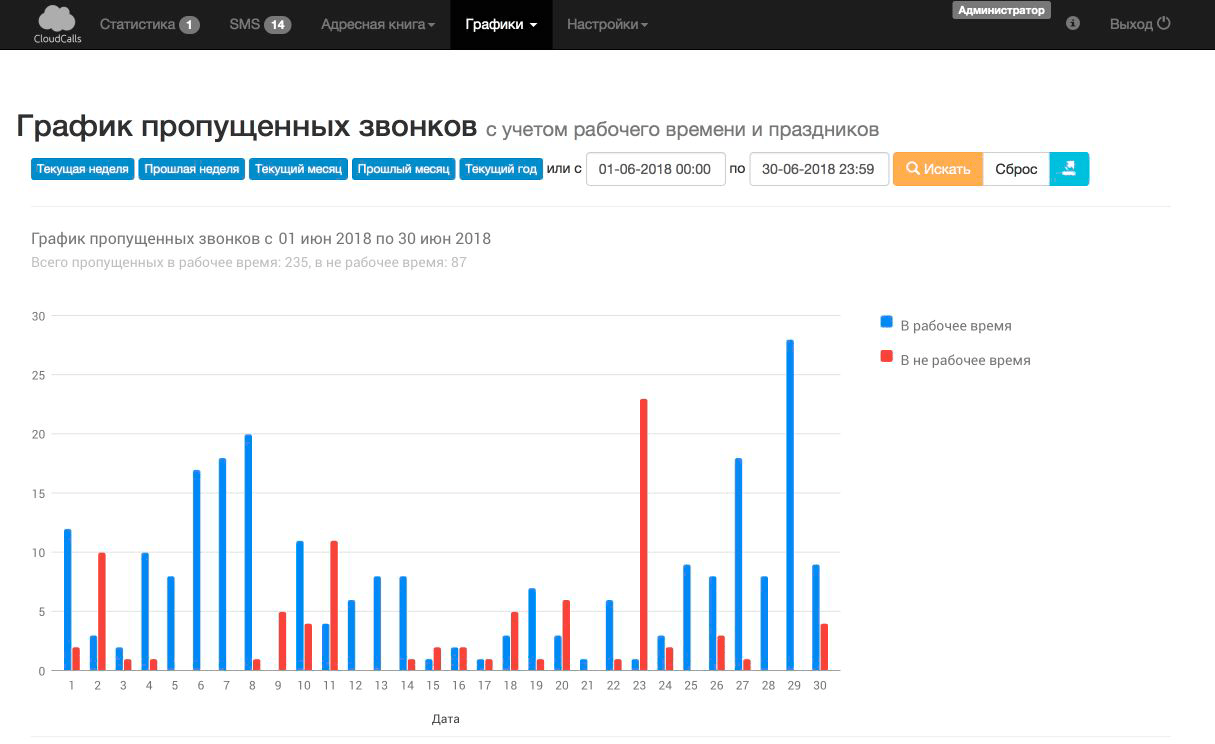 CloudCalls Статистика 1 SMS 14 Адресная книга Графики Настройки Администратор Выход
График пропущенных звонков с учетом рабочего времени и праздников
Текущая неделя Прошлая неделя Текущий месяц Прошлый месяц Текущий год или с 01-06-2018 00:00 по 30-06-2018 23:59 Искать Сброс
График пропущенных звонков с 01 июн 2018 по 30 июн 2018
Всего пропущенных в рабочее время: 235, в не рабочее время: 87
30
25
20
15
10
5
0
1 2 3 4 5 6 7 8 9 10 11 12 13 14 15 16 17 18 19 20 21 22 23 24 25 26 27 28 29 30
Дата
В рабочее время
В не рабочее время